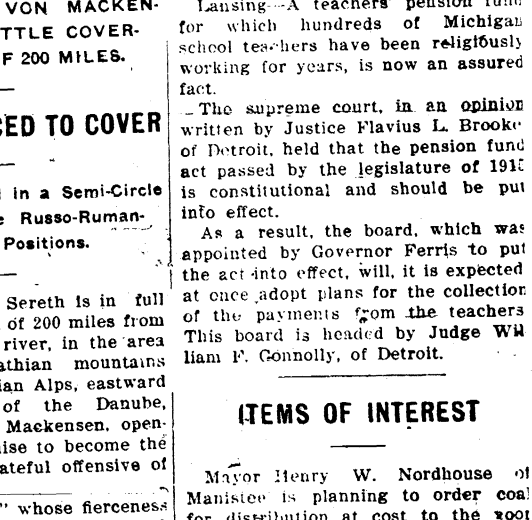 VON MACKEN-
TTLE COVER-
F 200 MILES.
CED TO COVER
in a Semi-Circle
Russo-Ruman-
Positions.
Sereth is in full
of 200 miles from
river, in the area
athian mountains
ian Alps, eastward
of the Danube,
Mackensen, open-
ise to become the
ateful offensive of
" whose fierceness
Lansing—A teachers' pension fund
for which hundreds of Michigan
school teachers have been religiously
working for years, is now an assured
fact.
The supreme court, in an opinion
written by Justice Flavius L. Brooke
of Detroit, held that the pension fund
act passed by the legislature of 1915
is constitutional and should be put
into effect.
As a result, the board, which was
appointed by Governor Ferris to put
the act into effect, will, it is expected
at once adopt plans for the collection
of the payments from the teachers
This board is headed by Judge Wil
liam F. Connolly, of Detroit.
ITEMS OF INTEREST
Mayor Henry W. Nordhouse of
Manistee is planning to order coal
for distribution at cost to the poor